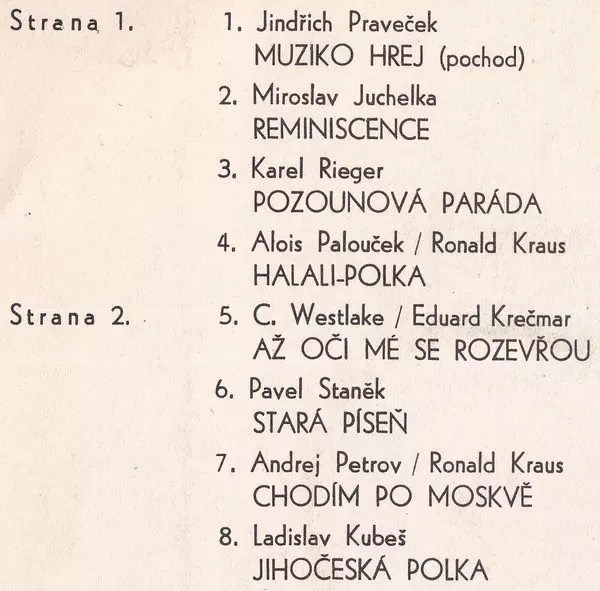 Strana 1. 1. Jindřich Praveček
MUZIKO HREJ (pochod)
2. Miroslav Juchelka
REMINISCENCE
3. Karel Rieger
POZOUNOVÁ PARÁDA
4. Alois Palouček / Ronald Kraus
HALALI-POLKA
Strana 2. 5. C. Westlake / Eduard Krečmar
AŽ OČI MÉ SE ROZEVŘOU
6. Pavel Staněk
STARÁ PÍSEŇ
7. Andrej Petrov / Ronald Kraus
CHODÍM PO MOSKVĚ
8. Ladislav Kubeš
JIHOČESKÁ POLKA